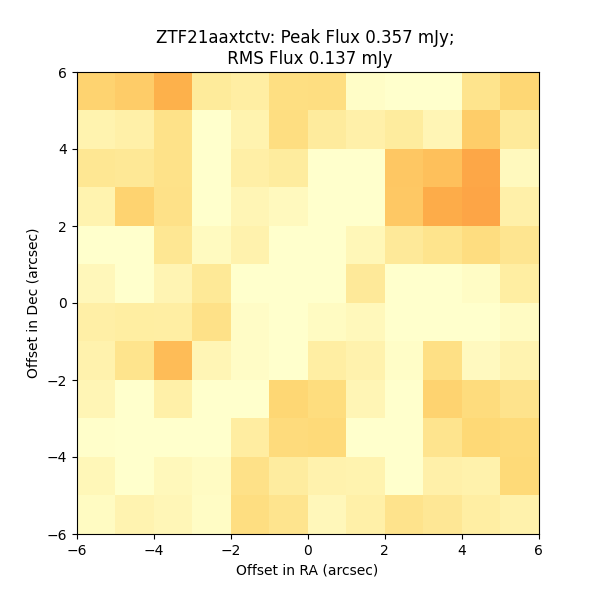 ZTF21aaxtctv: Peak Flux 0.357 mJy;
RMS Flux 0.137 mJy
6
4
2
0
−2
−4
−6
Offset in Dec (arcsec)
−6 −4 −2 0 2 4 6
Offset in RA (arcsec)